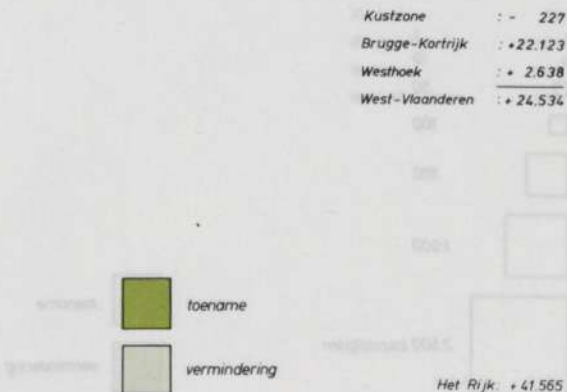 Kustzone : - 227
Brugge-Kortrijk : +22.123
Westhoek : + 2.638
West-Vlaanderen : + 24.534
toename
vermindering
Het Rijk: + 41.565